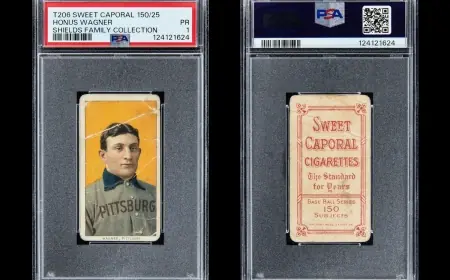 T206 SWEET CAPORAL 150/25
HONUS WAGNER PR
SHIELDS FAMILY COLLECTION 1
PSA 124121624
PITTSBURG
WAGNER, PITTSBURG
PSA
124121624
SWEET
CAPORAL
CIGARETTES
The Standard
for Years
BASE BALL SERIES
150
SUBJECTS